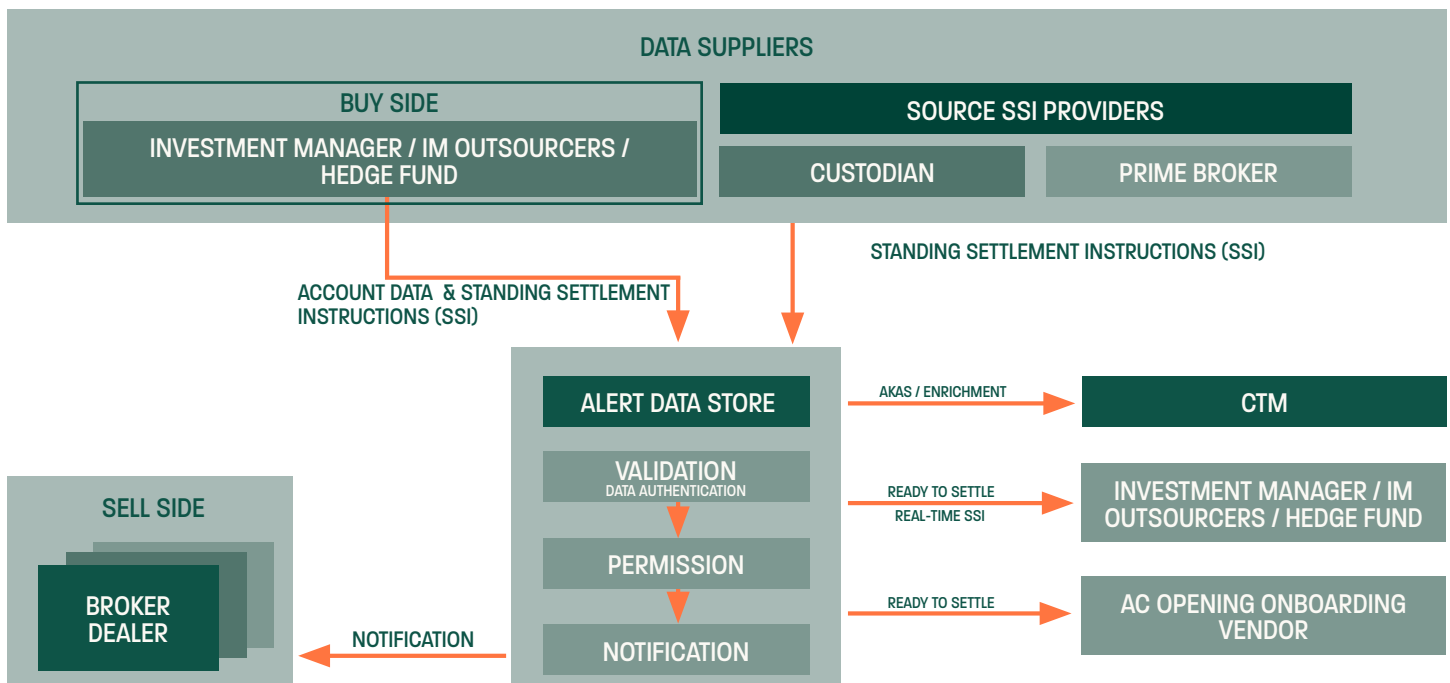 DATA SUPPLIERS
BUY SIDE
INVESTMENT MANAGER / IM OUTSOURCERS /
HEDGE FUND
SOURCE SSI PROVIDERS
CUSTODIAN
PRIME BROKER
STANDING SETTLEMENT INSTRUCTIONS (SSI)
ACCOUNT DATA & STANDING SETTLEMENT
INSTRUCTIONS (SSI)
ALERT DATA STORE
VALIDATION
DATA AUTHENTICATION
PERMISSION
NOTIFICATION
AKAS / ENRICHMENT
CTM
READY TO SETTLE
REAL-TIME SSI
INVESTMENT MANAGER / IM
OUTSOURCERS / HEDGE FUND
READY TO SETTLE
AC OPENING ONBOARDING
VENDOR
SELL SIDE
BROKER
DEALER
NOTIFICATION